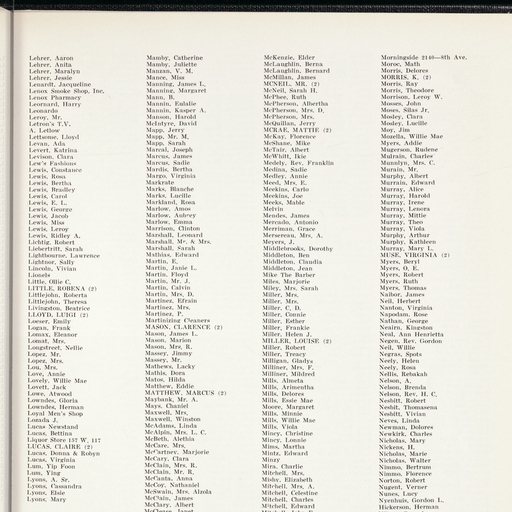 Lehrer, Aaron
Lehrer, Anita
Lehrer, Maralyn
Lehrer, Jessie
Lenardt, Jacqueline
Lenox Smoke Shop, Inc.
Lenox Pharmacy
Leonard, Harry
Leonardo
Leroy, Mr.
Letron's T.V.
A. Letlow
Lettsome, Lloyd
Levan, Ada
Levert, Katrina
Levison, Clara
Lew's Fashions
Lewis, Constance
Lewis, Rosa
Lewis, Bertha
Lewis, Bradley
Lewis, Carol
Lewis, E. L.
Lewis, George
Lewis, Jacob
Lewis, Miss
Lewis, Leroy
Lewis, Ridley A.
Lichtig, Robert
Liebertritt, Sarah
Lightbourne, Lawrence
Lightner, Sally
Lincoln, Vivian
Lionels
Little, Ollie C.
LITTLE, ROBENA (2)
Littlejohn, Roberta
Littlejohn, Theresa
Livingston, Beatrice
LLOYD, LUIGI (2)
Loeser, Emily
Logan, Frank
Lomax, Eleanor
Lomat, Mrs.
Longstreet, Nellie
Lopez, Mr.
Lopez, Mrs.
Lou, Mrs.
Love, Annie
Lovely, Willie Mae
Lovett, Jack
Lowe, Atwood
Lowndes, Gloria
Lowndes, Herman
Loyal Men's Shop
Lozada J.
Lucas Newstand
Lucas, Bettina
Liquor Store 157 W. 117
LUCAS, CLAIRE (2)
Lucas, Donna & Robyn
Lucas, Virginia
Lum, Yip Foon
Lum, Ying
Lyons, A. Sr.
Lyons, Cassandra
Lyons, Elsie
Lyons, Mary
Mamby, Catherine
Mamby, Juliette
Manzan, V. M.
Mance, Miss
Manning, James L.
Manning, Margaret
Mann, B.
Mannin, Eulalie
Mannin, Kasper A.
Manson, Harold
McEntyre, David
Mapp, Jerry
Mapp, Mr. M.
Mapp, Sarah
Marcal, Joseph
Marcus, James
Marcus, Sadie
Mardis, Bertha
Margo, Virginia
Markrate
Marks, Blanche
Marks, Lucille
Markland, Rosa
Marlow, Amos
Marlow, Aubrey
Marlow, Emma
Marrison, Clinton
Marshall, Leonard
Marshall, Mr. & Mrs.
Marshall, Sarah
Mathias, Edward
Martin, E.
Martin, Janie L.
Martin, Floyd
Martin, Mr. J.
Martin, Calvin
Martin, Mrs. D.
Martinez, Efrain
Martinez, Mrs.
Martinez, P.
Martinizing Cleaners
MASON, CLARENCE (2)
Mason, James L.
Mason, Marion
Mason, Mrs. R.
Massey, Jimmy
Massey, Mr.
Mathews, Lucky
Mathis, Dora
Matos, Hilda
Matthew, Eddie
MATTHEW, MARCUS (2)
Maybank, Mr. A.
Mays, Chaniel
Maxwell, Mrs.
Maxwell, Winston
McAdams, Linda
McAlpin, Mrs. L. C.
McBeth, Alethia
McCare, Mrs.
McCartney, Marjorie
McCary, Clara
McClain, Mrs. R.
McClain, Mr. R.
McCanta, Anna
McCoy, Nathaniel
McSwain, Mrs. Alzola
McCain, James
McClary, Albert
McKenzie, Elder
McLaughlin, Berna
McLaughlin, Bernard
McMillan, James
MCNEIL, MR. (2)
McNeil, Sarah H.
McPhee, Ruth
McPherson, Albertha
McPherson, Mrs. D.
McPherson, Mrs.
McQuillan, Jerry
MCRAE, MATTIE (2)
McKay, Florence
McShane, Mike
McTair, Albert
McWhitt, Ikie
Medely, Rev. Franklin
Medina, Sadie
Medley, Annie
Meed, Mrs. E.
Meekins, Carlo
Meekins, Joe
Meeks, Mable
Melvin
Mendes, James
Mercado, Antonio
Merriman, Grace
Mersereau, Mrs. A.
Meyers, J.
Middlebrooks, Dorothy
Middleton, Ben
Middleton, Claudia
Middleton, Jean
Mike The Barber
Miles, Marjorie
Miley, Mrs. Sarah
Miller, Mrs.
Miller, Mrs.
Miller, C, D.
Miller, Connie
Miller, Esther
Miller, Frankie
Miller, Helen J.
MILLER, LOUISE (2)
Miller, Robert
Miller, Treacy
Milligan, Gladys
Milliner, Mrs. F.
Milliner, Mildred
Mills, Almeta
Mills, Arimentha
Mills, Delores
Mills, Essie Mae
Moore, Margaret
Mills, Minnie
Mills, Willie Mae
Mills, Viola
Mincy, Christine
Mincy, Lonnie
Mims, Martha
Mintz, Edward
Minzy
Mira, Charlie
Mitchell, Mrs.
Misby, Elizabeth
Mitchell, Mrs. A.
Mitchell, Celestine
Mitchell, Charles
Mitchell, Edward
Morningside 2140—8th Ave.
Moroc, Math
Morris, Delores
MORRIS, K. (2)
Morris, Ray
Morris, Theodore
Morrison, Leroy W.
Mosses, John
Moses, Silas Jr.
Mosley, Clara
Mosley, Lucille
Moy, Jim
Mozella, Willie Mae
Myers, Addie
Mugerson, Rudene
Mulrain, Charles
Munnlyn, Mrs. C.
Murain, Mr.
Murphy, Albert
Murrain, Edward
Murray, Alice
Murray, Harold
Murray, Irene
Murray, Lenora
Murray, Mittie
Murray, Theo
Murray, Viola
Murphy, Arthur
Murphy, Kathleen
Murray, Mary L.
MUSE, VIRGINIA (2)
Myers, Beryl
Myers, O. E.
Myers, Robert
Myers, Ruth
Myers, Thomas
Naibor, James
Neil, Herbert
Nanton, Virginia
Napodam, Rose
Nathan, George
Neairn, Kingston
Neal, Ann Henrietta
Negen, Rev. Gordon
Neil, Willie
Negras, Spots
Neely, Helen
Neely, Rosa
Nellis, Rebekah
Nelson, A.
Nelson, Brenda
Nelson, Rev. H. C.
Nesbitt, Robert
Nesbit, Thomasena
Nesbitt, Vivian
Neves, Linda
Newman, Dolores
Newkirk, Charles
Nicholas, Mary
Nickens, H.
Nicholas, Marie
Nicholas, Walter
Nimmo, Bertrum
Nimmo, Florence
Norton, Robert
Nugent, Verner
Nunes, Lucy
Nyenhuis, Gordon L.
Hickerson, Herman